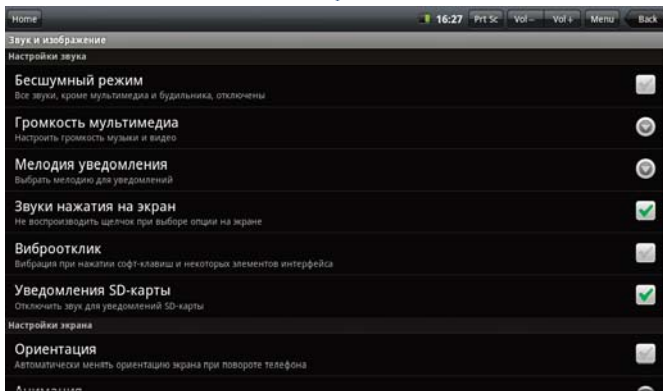 Home 16:27 Prt Sc Vol- Vol+ Menu Back
Звук и изображение
Настройки звука
Бесшумный режим
Все звуки, кроме мультимедиа и будильника, отключены
Громкость мультимедиа
Настроить громкость музыки и видео
Мелодия уведомления
Выбрать мелодию для уведомлений
Звуки нажатия на экран
Не воспроизводить щелчок при выборе опции на экране
Виброотклик
Вибрация при нажатии софт-клавиш и некоторых элементов интерфейса
Уведомления SD-карты
Отключить звук для уведомлений SD-карты
Настройки экрана
Ориентация
Автоматически менять ориентацию экрана при повороте телефона
Анимация